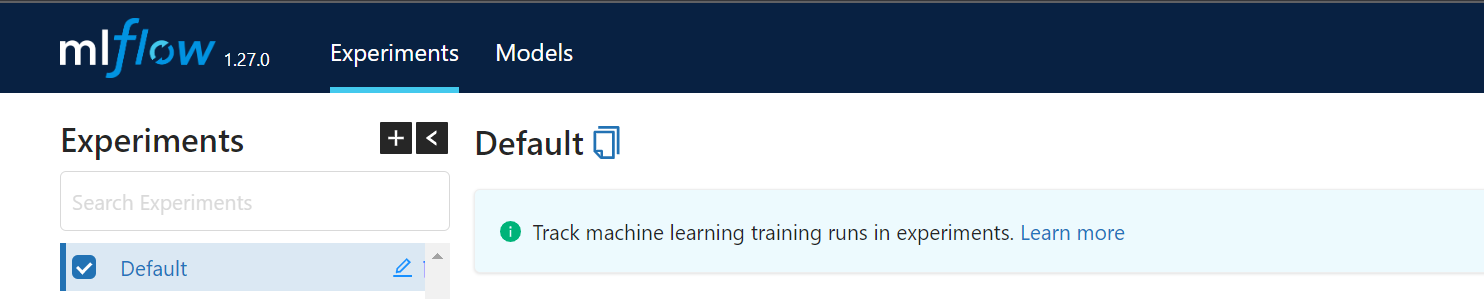 mlflow 1.27.0 Experiments Models
Experiments
Default
Search Experiments
Track machine learning training runs in experiments. Learn more
Default